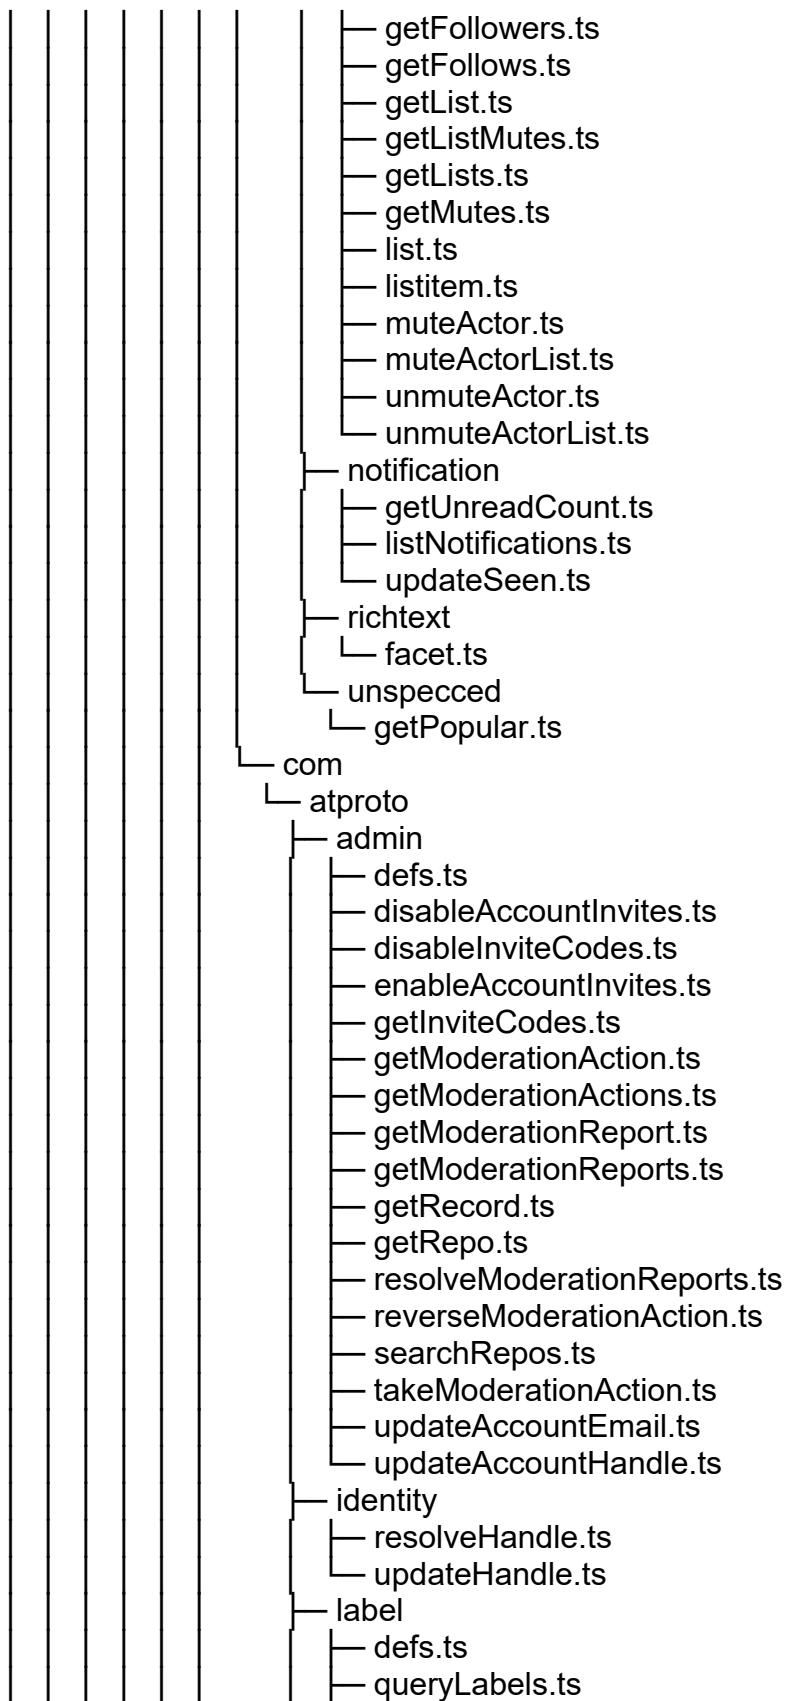 getFollowers.ts
getFollows.ts
getList.ts
getListMutes.ts
getLists.ts
getMutes.ts
list.ts
listitem.ts
muteActor.ts
muteActorList.ts
unmuteActor.ts
unmuteActorList.ts
notification
getUnreadCount.ts
listNotifications.ts
updateSeen.ts
richtext
facet.ts
unspecced
getPopular.ts
com
atproto
admin
defs.ts
disableAccountInvites.ts
disableInviteCodes.ts
enableAccountInvites.ts
getInviteCodes.ts
getModerationAction.ts
getModerationActions.ts
getModerationReport.ts
getModerationReports.ts
getRecord.ts
getRepo.ts
resolveModerationReports.ts
reverseModerationAction.ts
searchRepos.ts
takeModerationAction.ts
updateAccountEmail.ts
updateAccountHandle.ts
identity
resolveHandle.ts
updateHandle.ts
label
defs.ts
queryLabels.ts